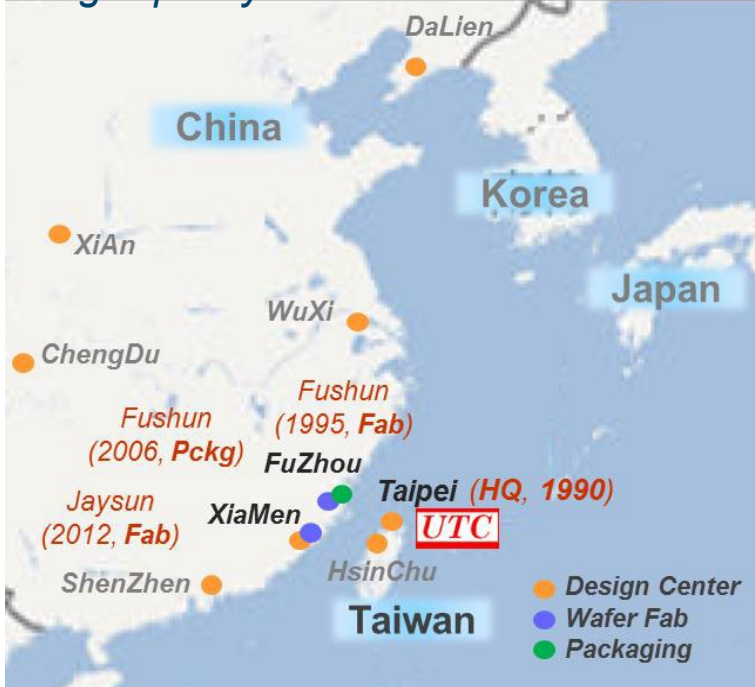 DaLien
China
Korea
XiAn
Japan
WuXi
ChengDu
Fushun
(1995, Fab)
Fushun
(2006, Pckg)
FuZhou
Taipei (HQ, 1990)
Jaysun
(2012, Fab)
XiaMen
UTC
HsinChu
ShenZhen
Taiwan
Design Center
Wafer Fab
Packaging